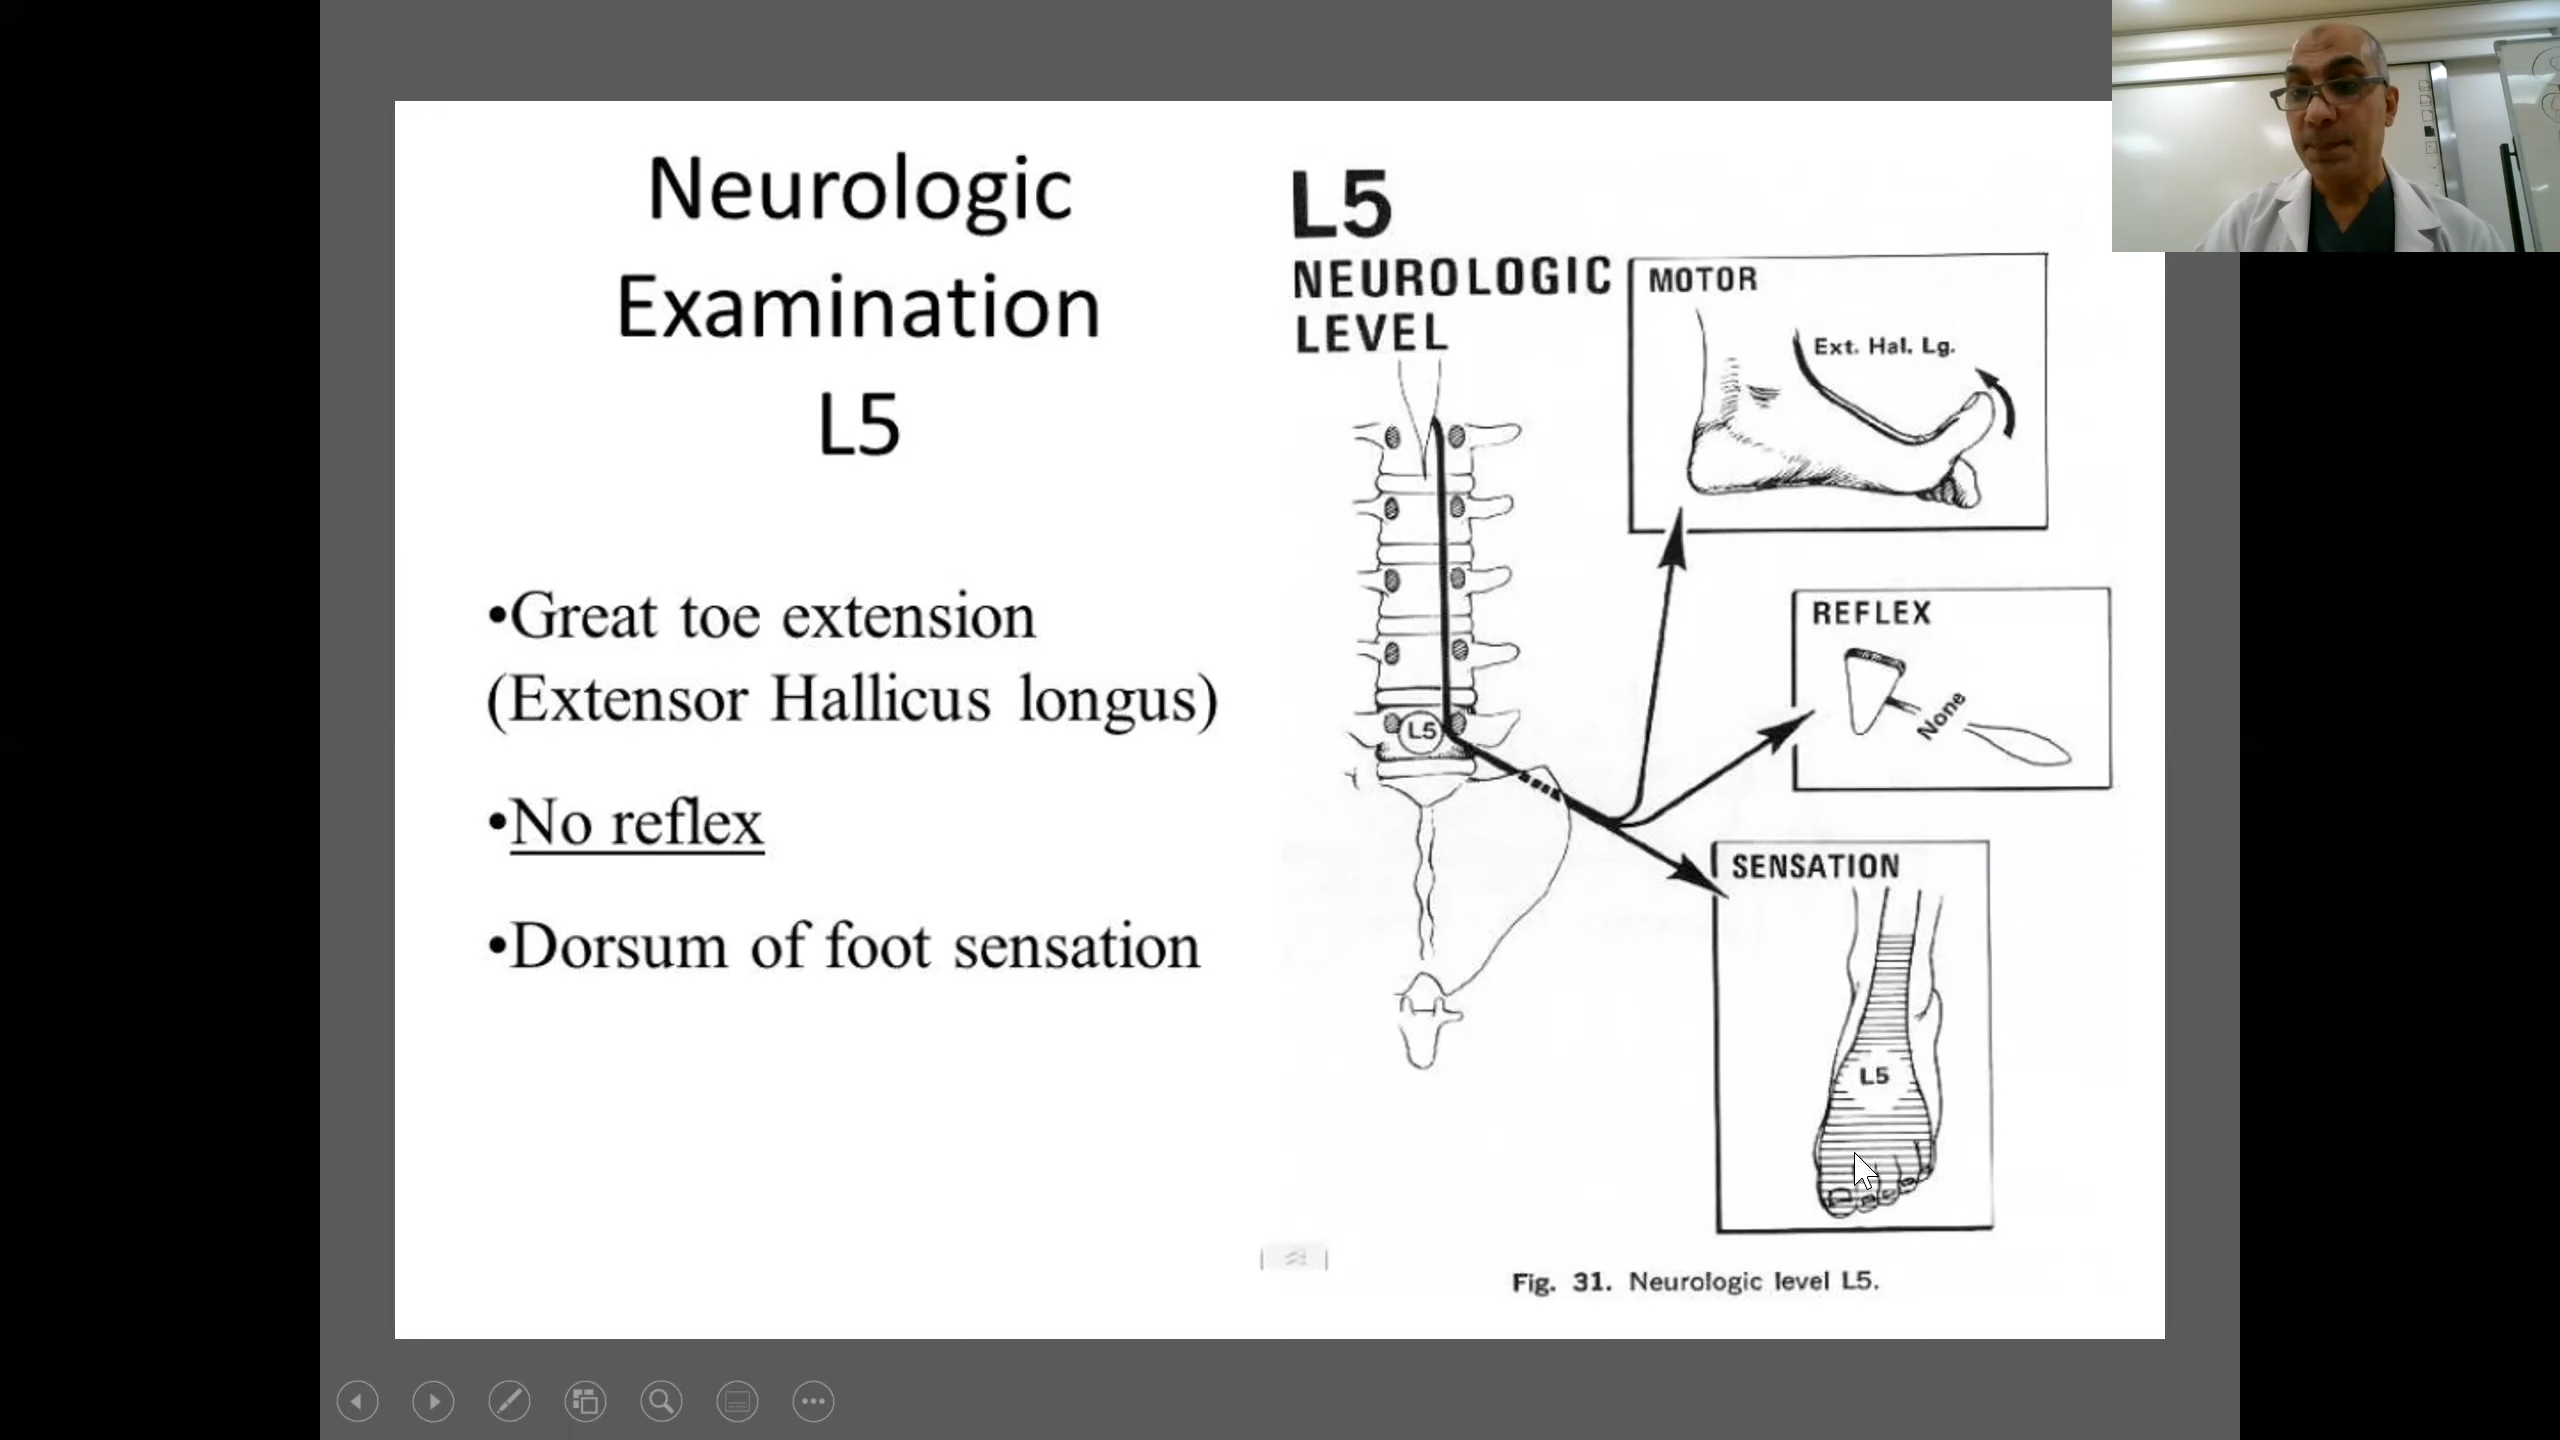 Neurologic
Examination
L5
•Great toe extension
(Extensor Hallicus longus)
•No reflex
•Dorsum of foot sensation
L5
NEUROLOGIC
LEVEL
MOTOR
Ext. Hal. Lg.
REFLEX
None
L5
SENSATION
L5
Fig. 31. Neurologic level L5.